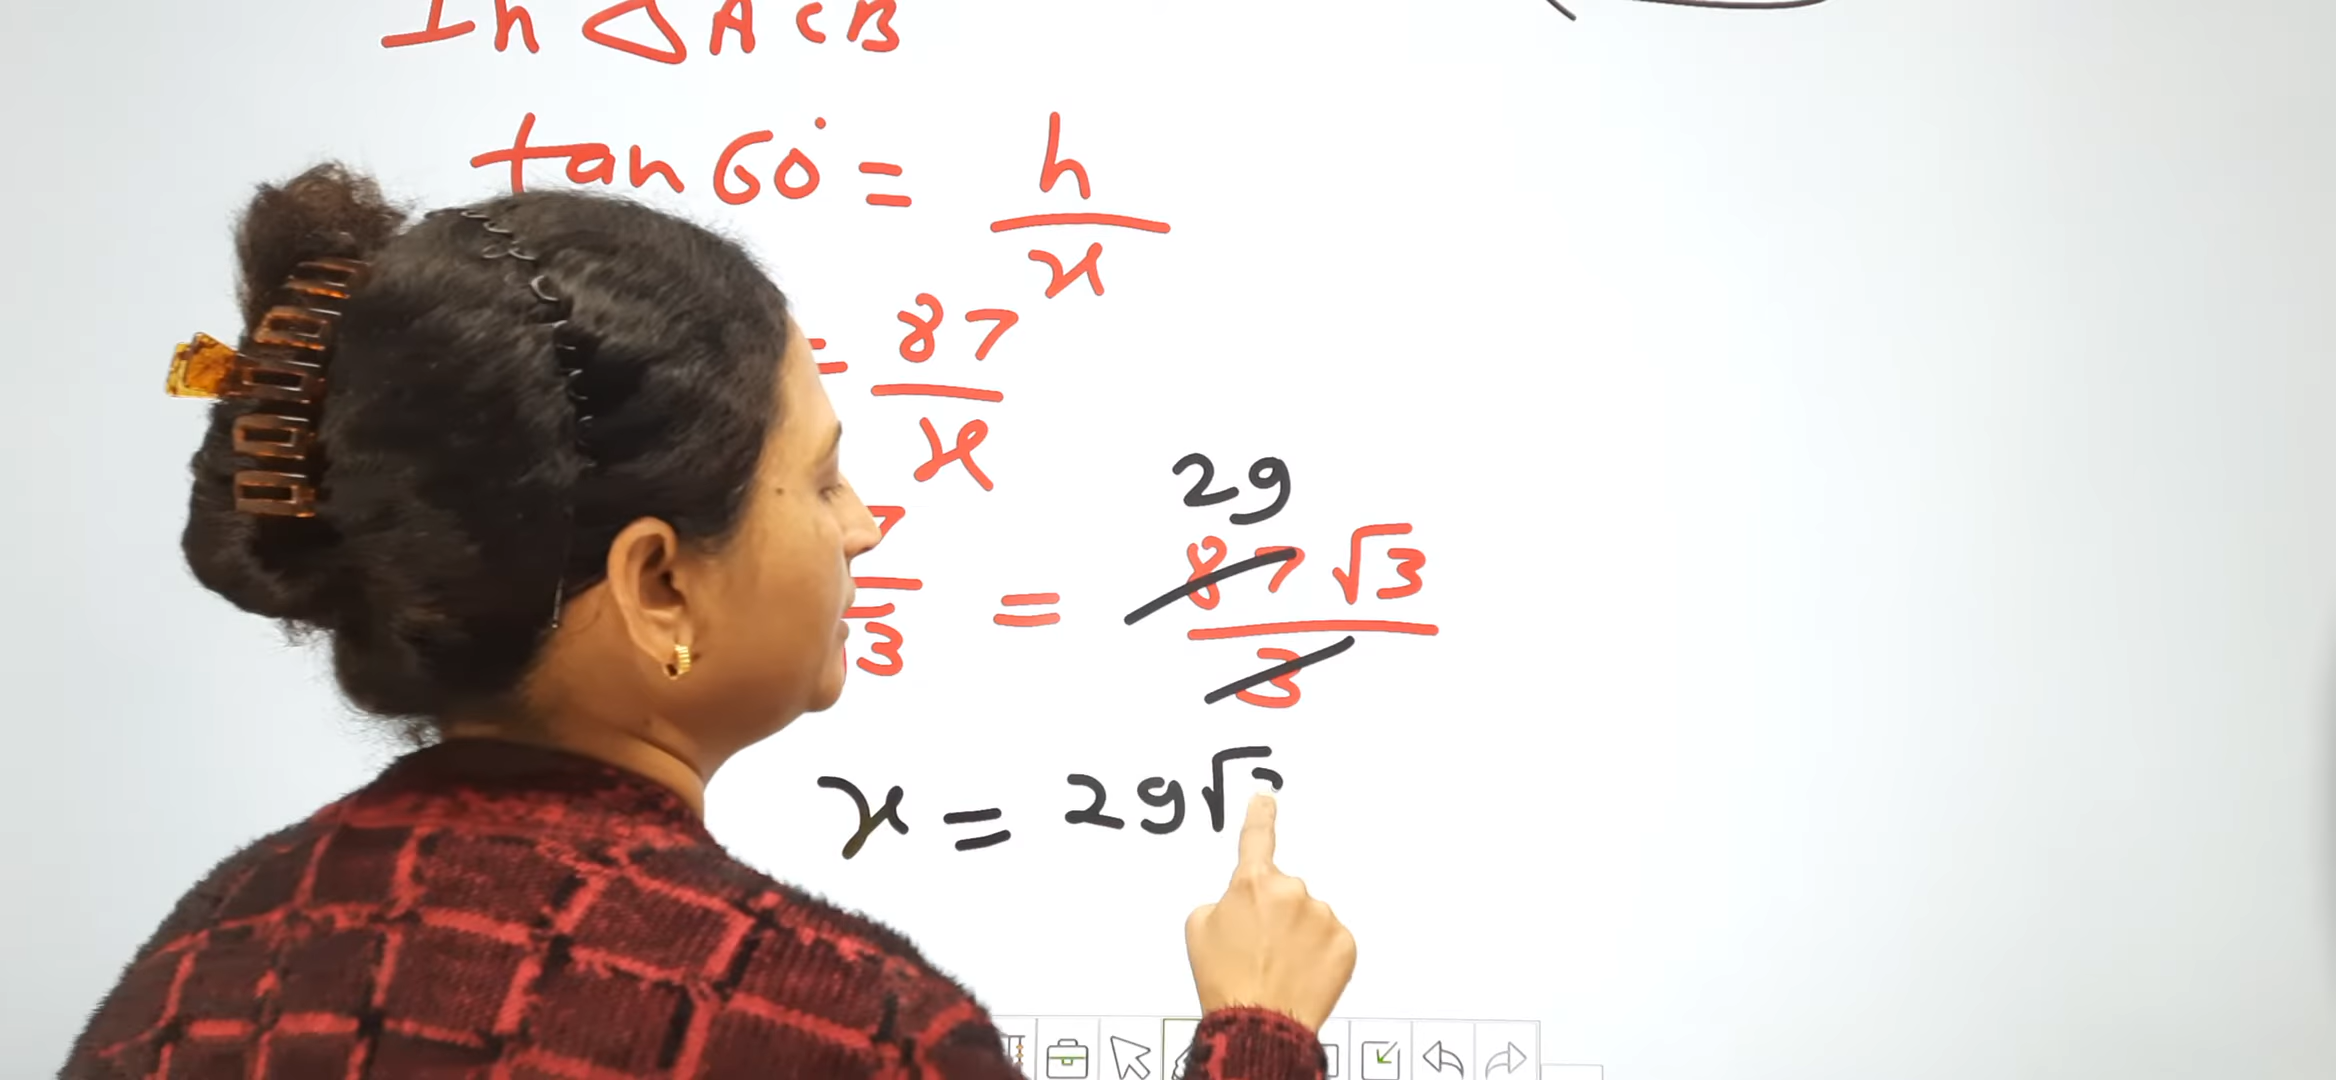 In △ACB
tan 60° = h/x
= 87/x
29
3 = 87√3/3
x = 29√